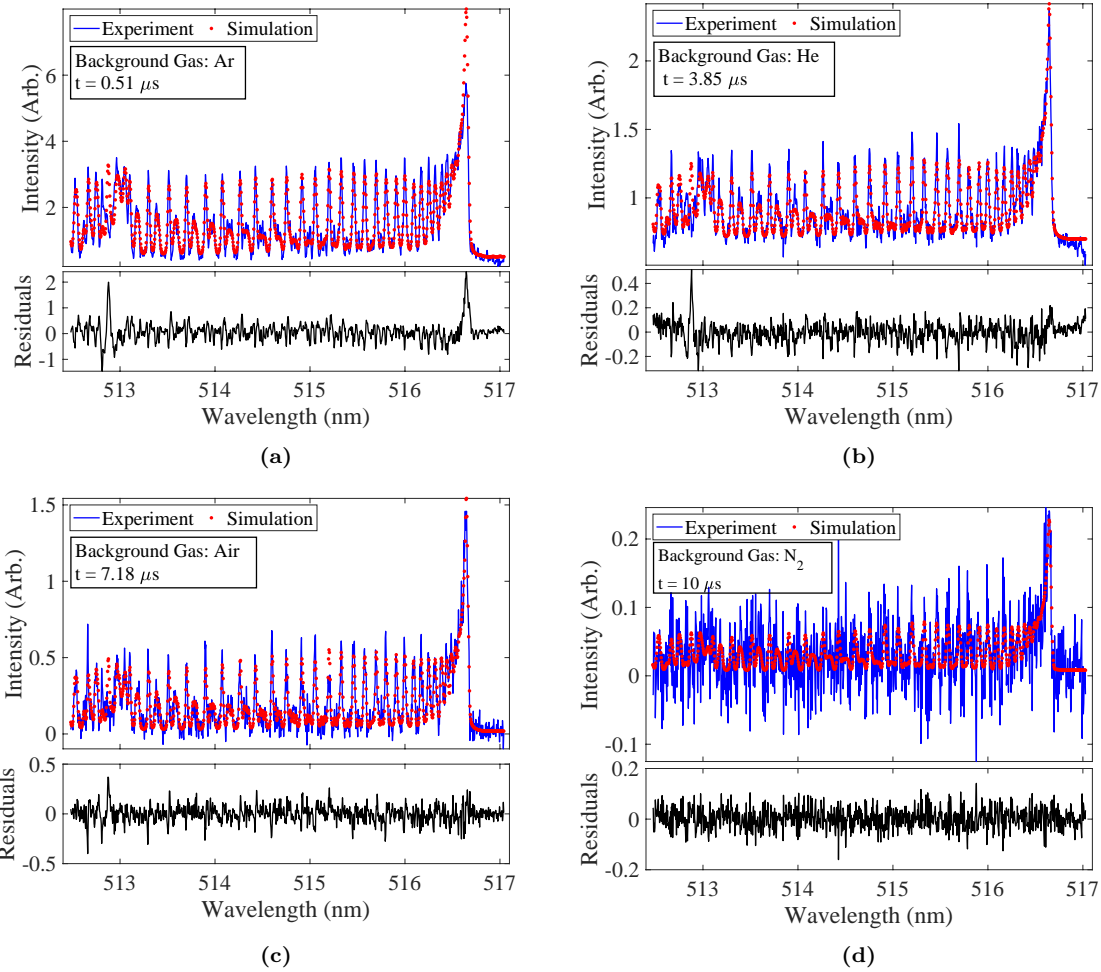 Experiment Simulation
Background Gas: Ar
t = 0.51 μs
Intensity (Arb.)
6
4
2
Residuals
2
1
0
-1
513 514 515 516 517
Wavelength (nm)
(a)
Experiment Simulation
Background Gas: He
t = 3.85 μs
Intensity (Arb.)
2
1.5
1
Residuals
0.4
0.2
0
-0.2
513 514 515 516 517
Wavelength (nm)
(b)
Experiment Simulation
Background Gas: Air
t = 7.18 μs
Intensity (Arb.)
1.5
1
0.5
0
Residuals
0.5
0
-0.5
513 514 515 516 517
Wavelength (nm)
(c)
Experiment Simulation
Background Gas: N2
t = 10 μs
Intensity (Arb.)
0.2
0.1
0
-0.1
Residuals
0.2
0
-0.2
513 514 515 516 517
Wavelength (nm)
(d)